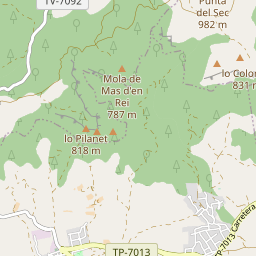 TV-7092
Punta
del Sec
982 m
Mola de
Mas d'en
Rei
787 m
lo Colo
831 m
lo Pilanet
818 m
TP-7013
TP-7013 Carretera